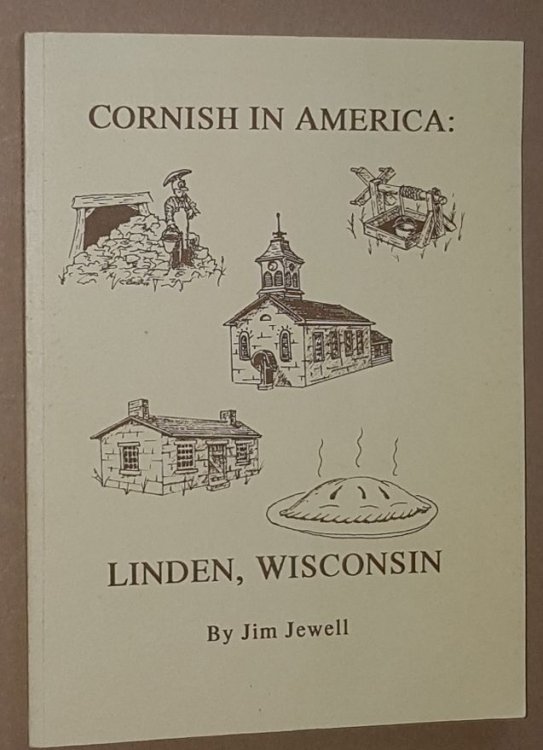 CORNISH IN AMERICA:
LINDEN, WISCONSIN
By Jim Jewell